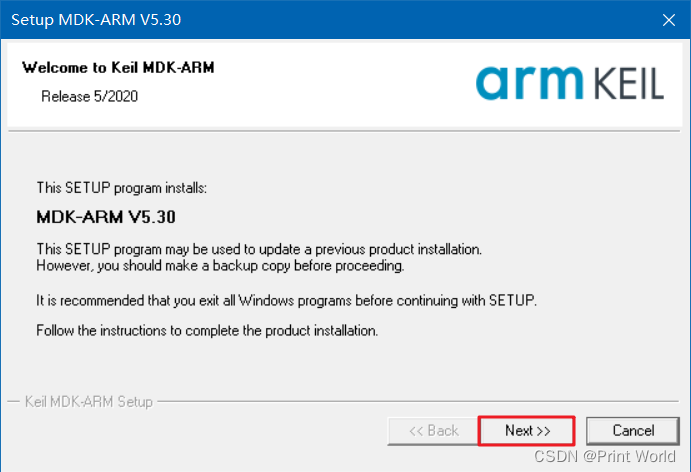 Setup MDK-ARM V5.30
Welcome to Keil MDK-ARM
Release 5/2020
arm KEIL
This SETUP program installs:
MDK-ARM V5.30
This SETUP program may be used to update a previous product installation.
However, you should make a backup copy before proceeding.
It is recommended that you exit all Windows programs before continuing with SETUP.
Follow the instructions to complete the product installation.
Keil MDK-ARM Setup
<< Back Next >> Cancel
CSDN @Print World